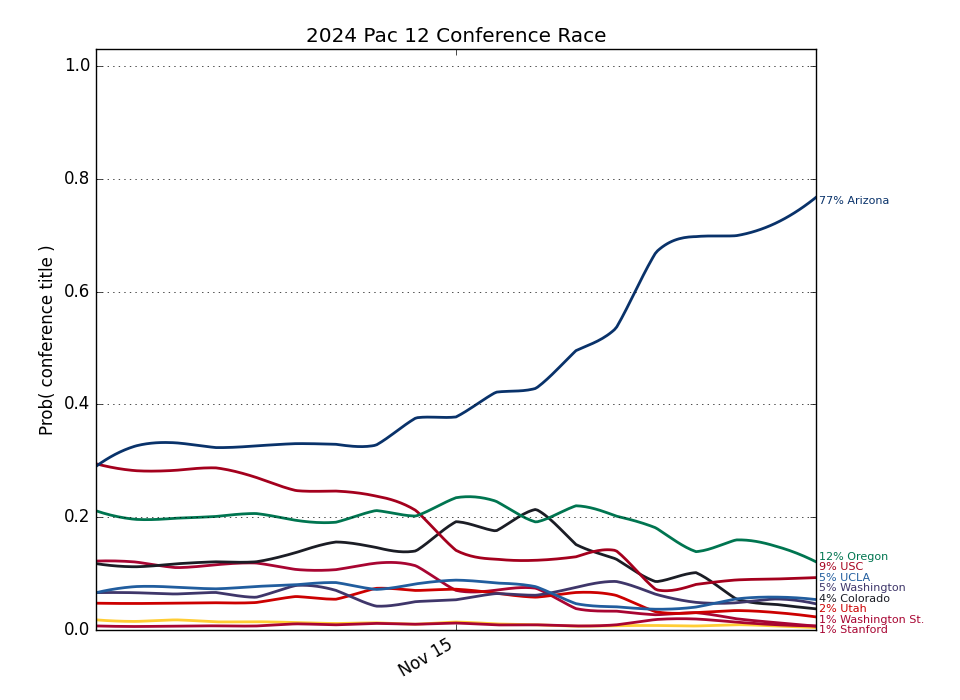 2024 Pac 12 Conference Race
1.0
0.8
0.6
0.4
0.2
0.0
Prob( conference title )
Nov 15
77% Arizona
12% Oregon
9% USC
5% UCLA
5% Washington
4% Colorado
2% Utah
1% Washington St.
1% Stanford